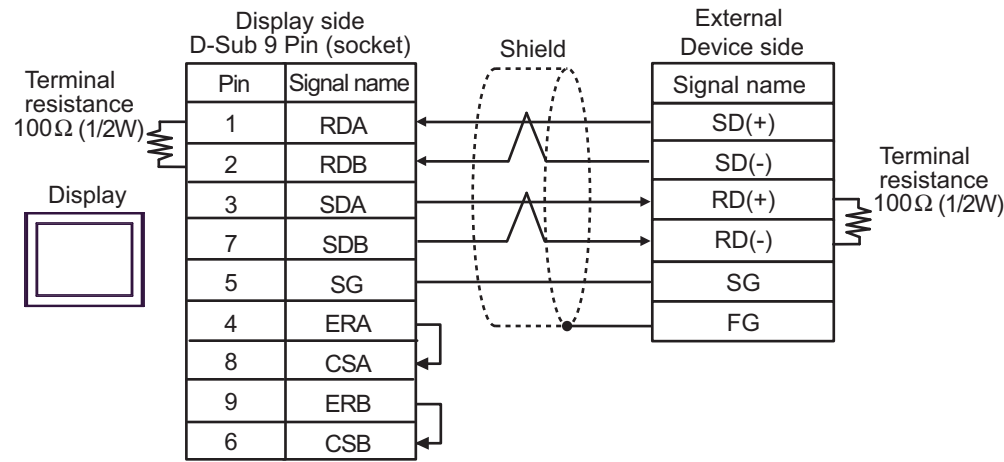 Display side
D-Sub 9 Pin (socket)
Shield
External
Device side
Terminal
resistance
100Ω (1/2W)
Display
Pin Signal name
1 RDA
2 RDB
3 SDA
7 SDB
5 SG
4 ERA
8 CSA
9 ERB
6 CSB
Signal name
SD(+)
SD(-)
RD(+)
RD(-)
SG
FG
Terminal
resistance
100Ω (1/2W)